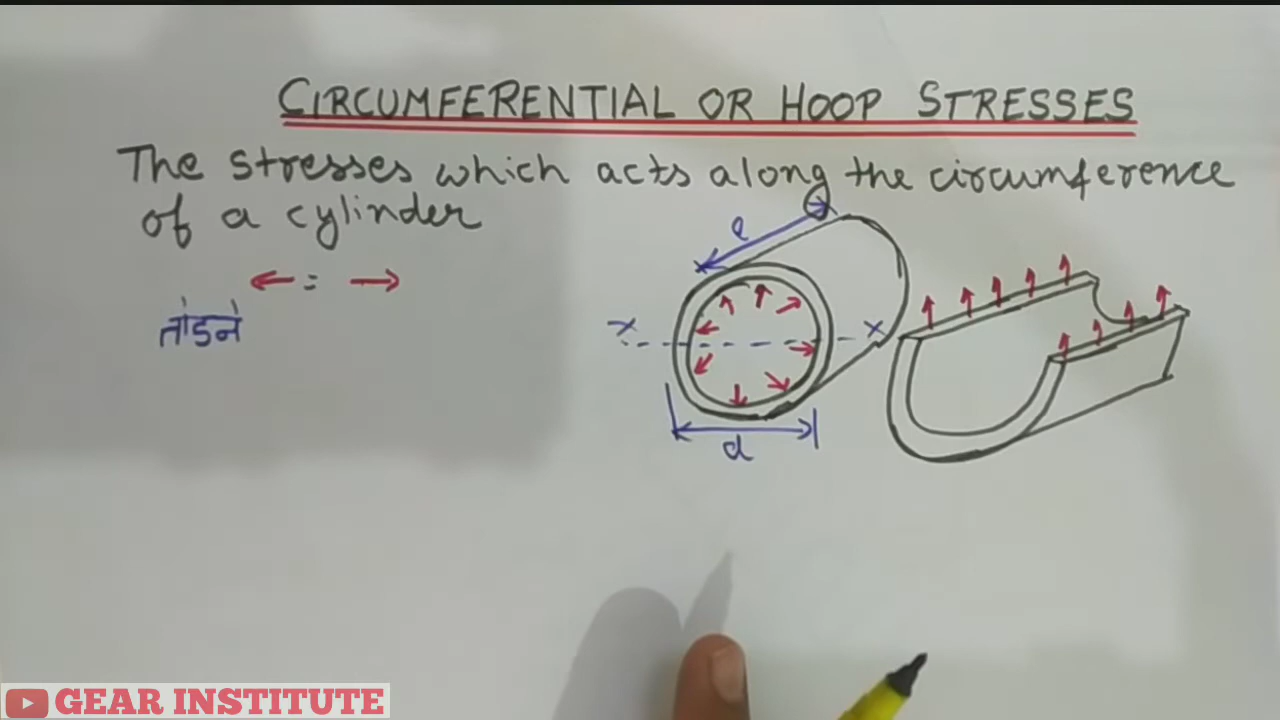 CIRCUMFERENTIAL OR HOOP STRESSES
The stresses which acts along the circumference
of a cylinder
तोडने
l
x
x
d
GEAR INSTITUTE